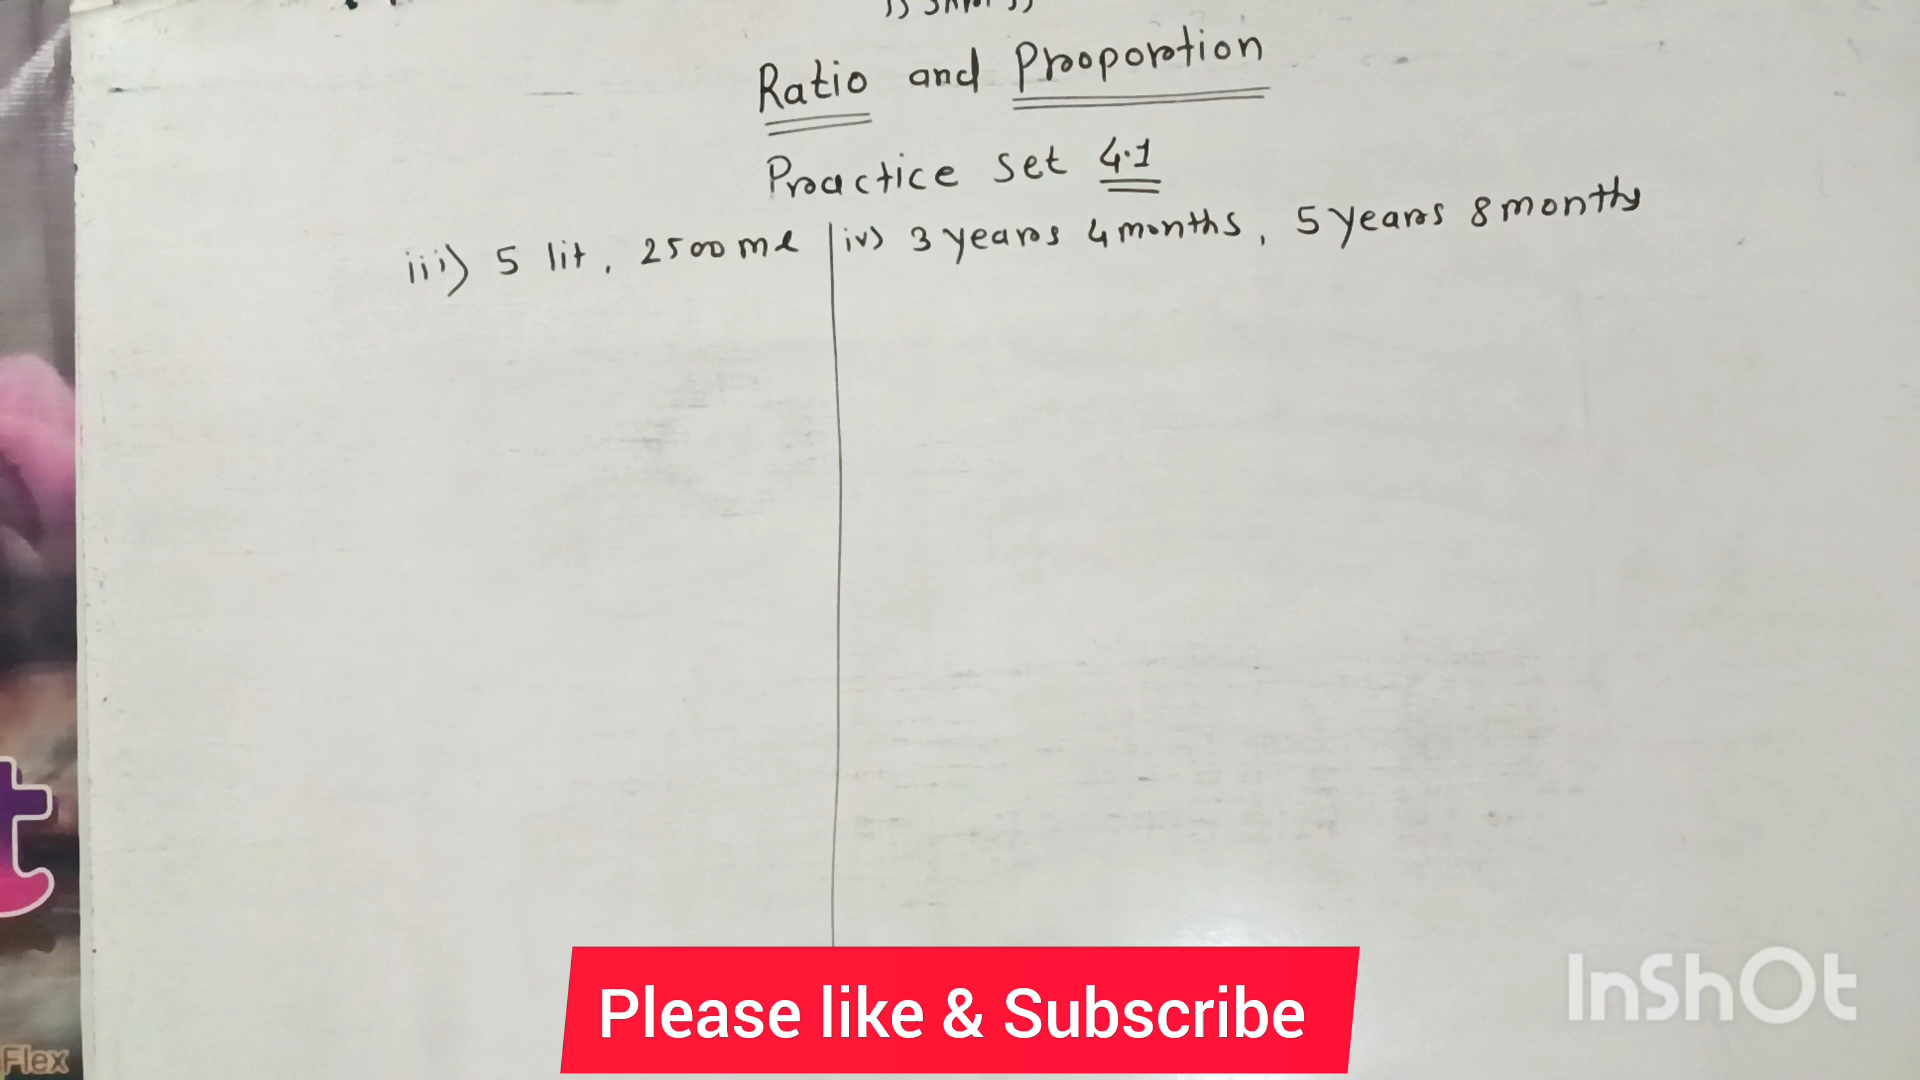 Ratio and Proportion
Practice set 4.1
iii) 5 lit, 2500 ml
iv) 3 years 4 months, 5 years 8 months
t
Please like & Subscribe
InShOt
Flex